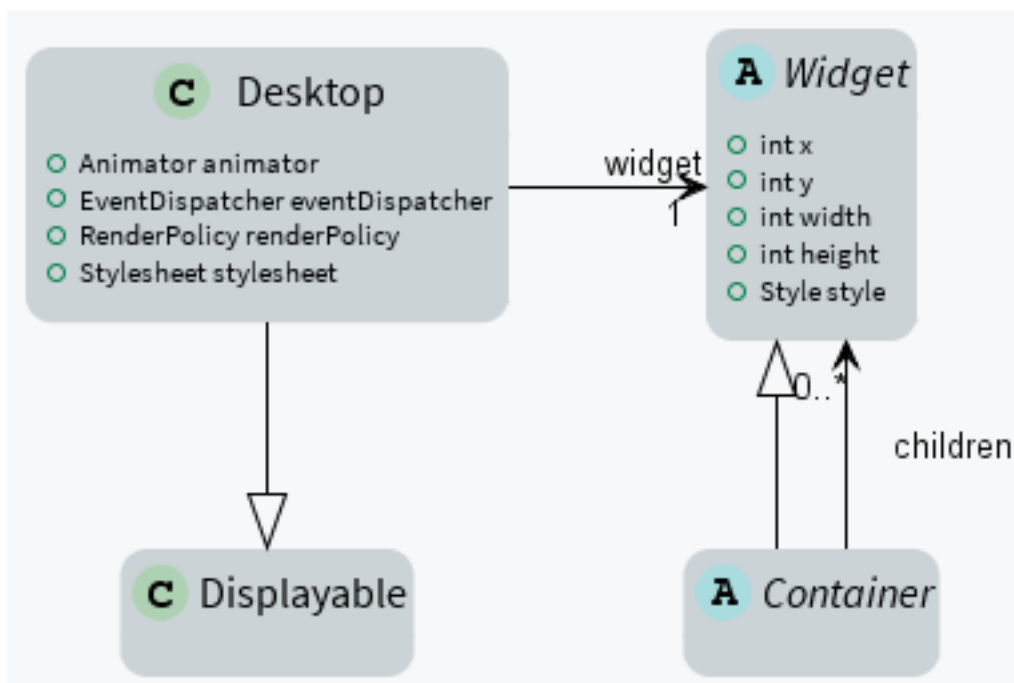 C Desktop
Animator animator
EventDispatcher eventDispatcher
RenderPolicy renderPolicy
Stylesheet stylesheet
widget
1
A Widget
int x
int y
int width
int height
Style style
0..*
children
C Displayable
A Container